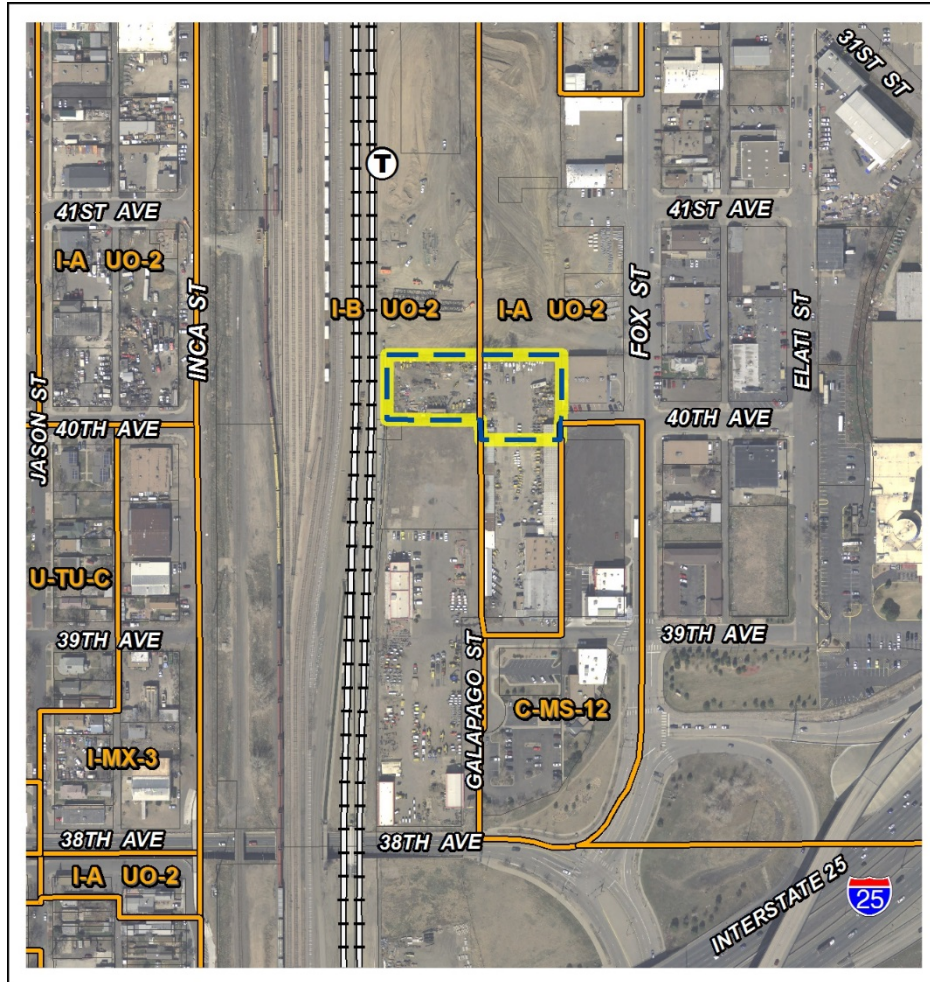 31ST ST
T
41ST AVE
41ST AVE
I-A UO-2
INCA ST
I-B UO-2
I-A UO-2
FOX ST
ELATI ST
JASON ST
40TH AVE
40TH AVE
U-TU-C
39TH AVE
39TH AVE
GALAPAGO ST
C-MS-12
I-MX-3
38TH AVE
38TH AVE
I-A UO-2
INTERSTATE 25
25